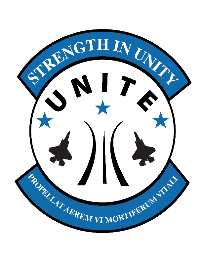 STRENGTH IN UNITY
UNITE
PROPELLAT AEREM VI MORTIFERUM VITALI